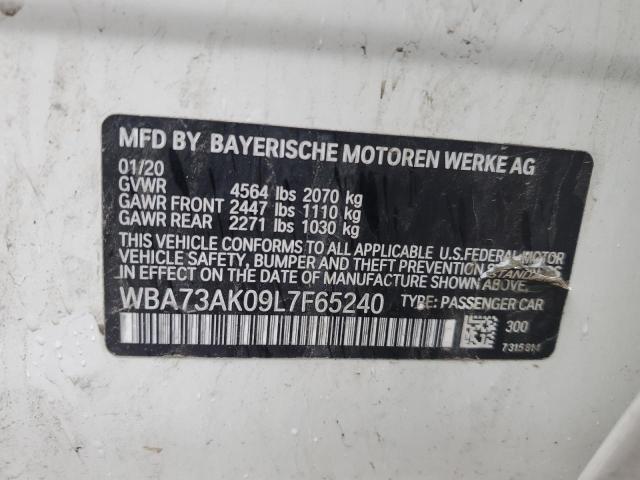 MFD BY BAYERISCHE MOTOREN WERKE AG
01/20
GVWR 4564 lbs 2070 kg
GAWR FRONT 2447 lbs 1110 kg
GAWR REAR 2271 lbs 1030 kg
THIS VEHICLE CONFORMS TO ALL APPLICABLE U.S.FEDERAL MOTOR
VEHICLE SAFETY, BUMPER AND THEFT PREVENTION
IN EFFECT ON THE DATE OF MANUFACTURE SHOWN ABOVE.
WBA73AK09L7F65240 TYPE: PASSENGER CAR
300